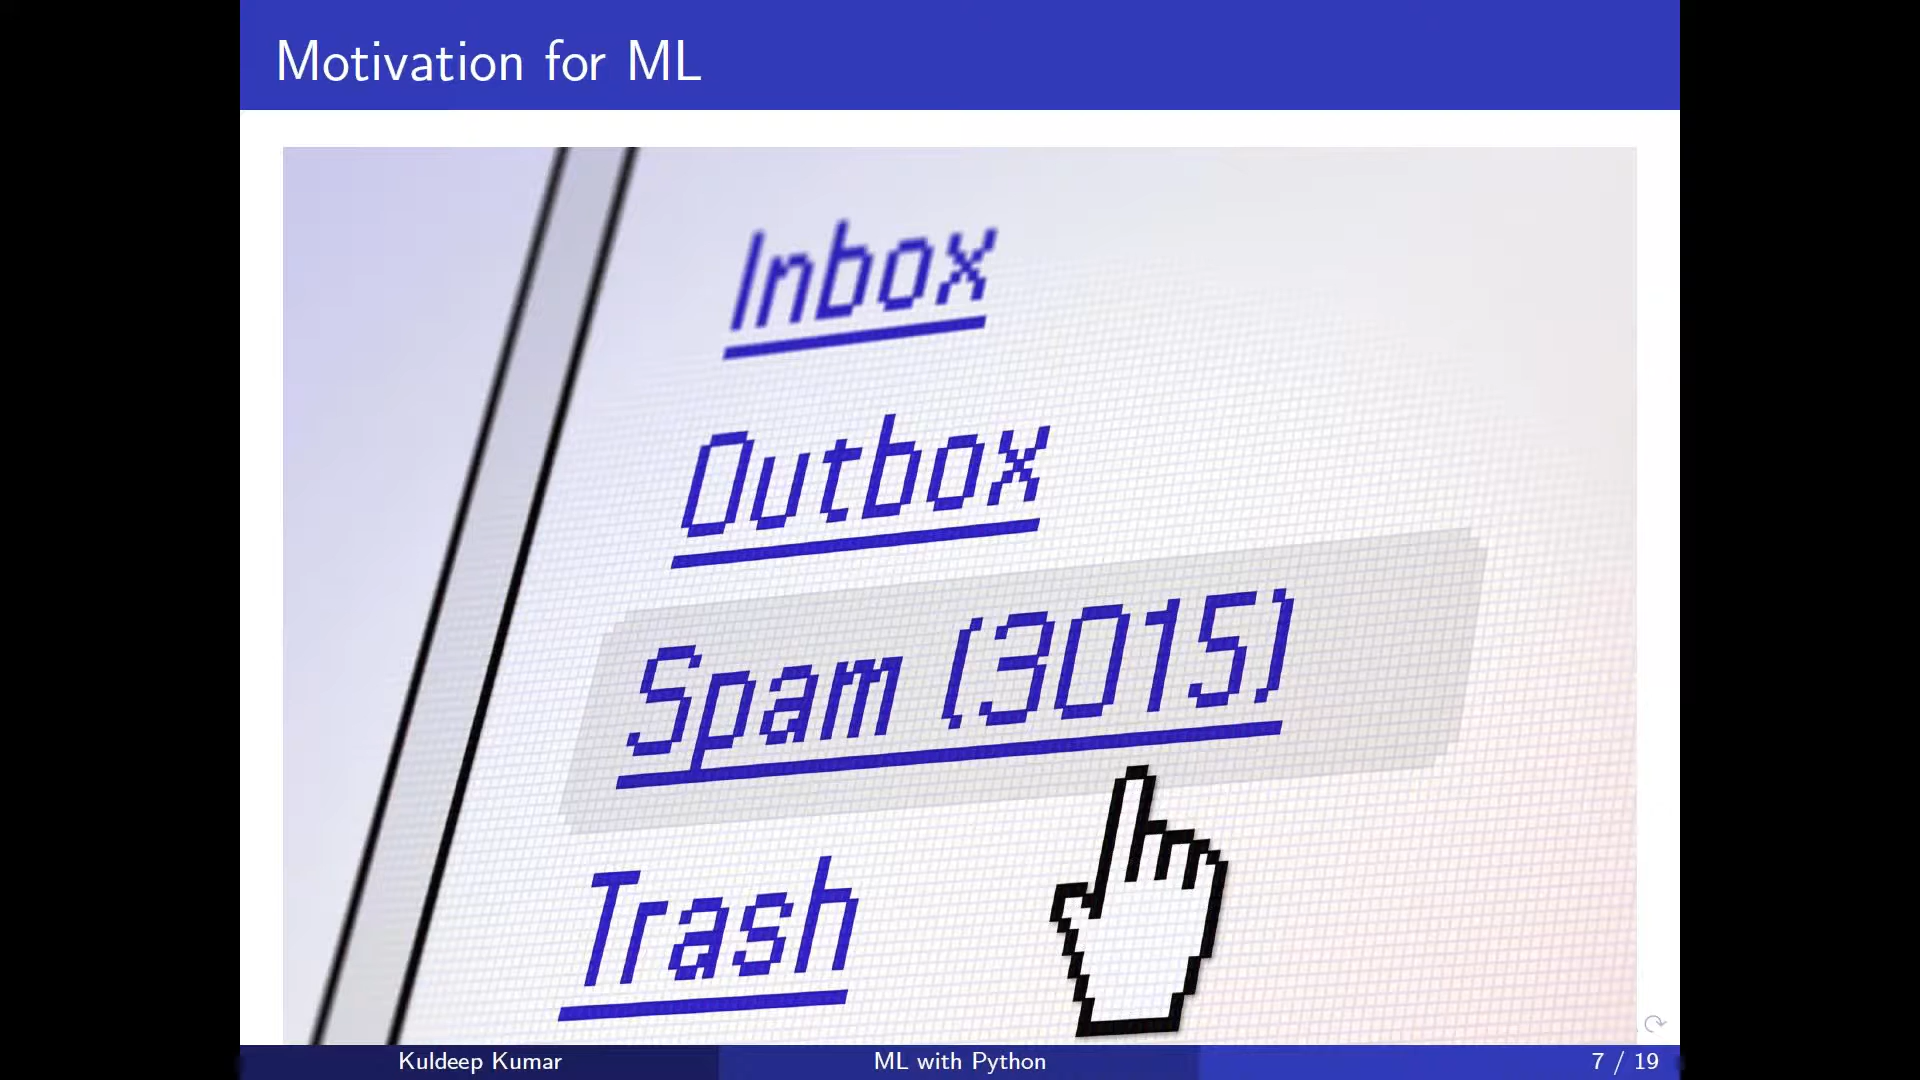 Motivation for ML
Inbox
Outbox
Spam (3015)
Trash
Kuldeep Kumar
ML with Python
7 / 19